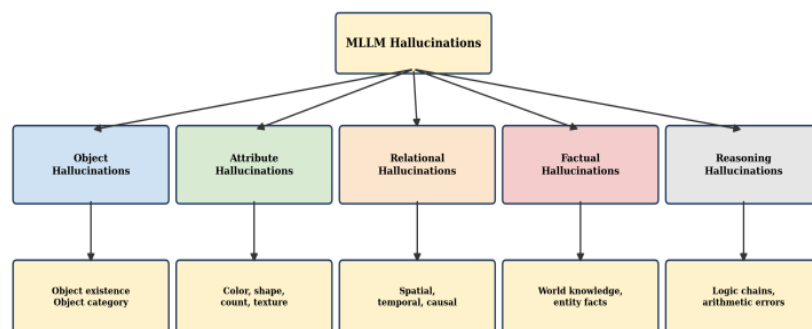 MLLM Hallucinations
Object
Hallucinations
Attribute
Hallucinations
Relational
Hallucinations
Factual
Hallucinations
Reasoning
Hallucinations
Object existence
Object category
Color, shape,
count, texture
Spatial,
temporal, causal
World knowledge,
entity facts
Logic chains,
arithmetic errors